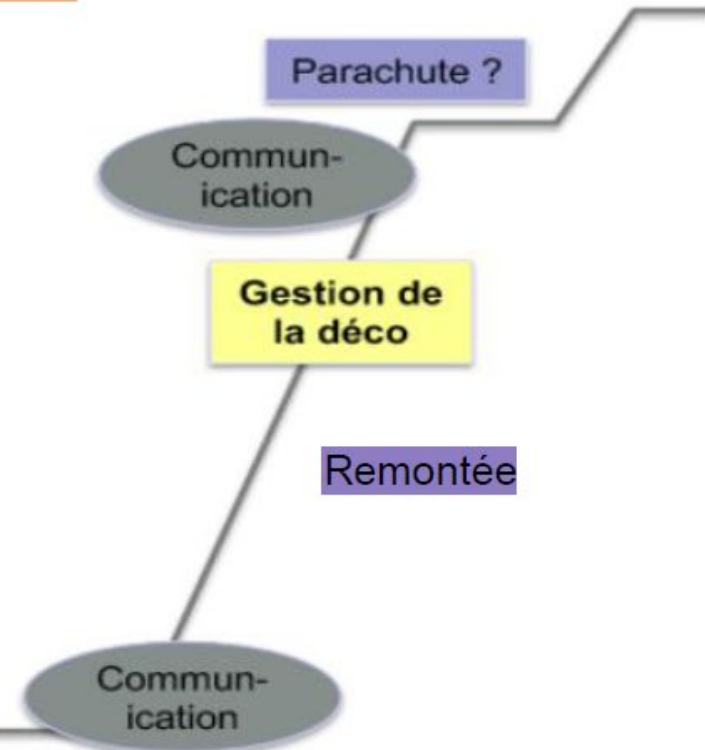 Parachute ?
Commun-
ication
Gestion de
la déco
Remontée
Commun-
ication